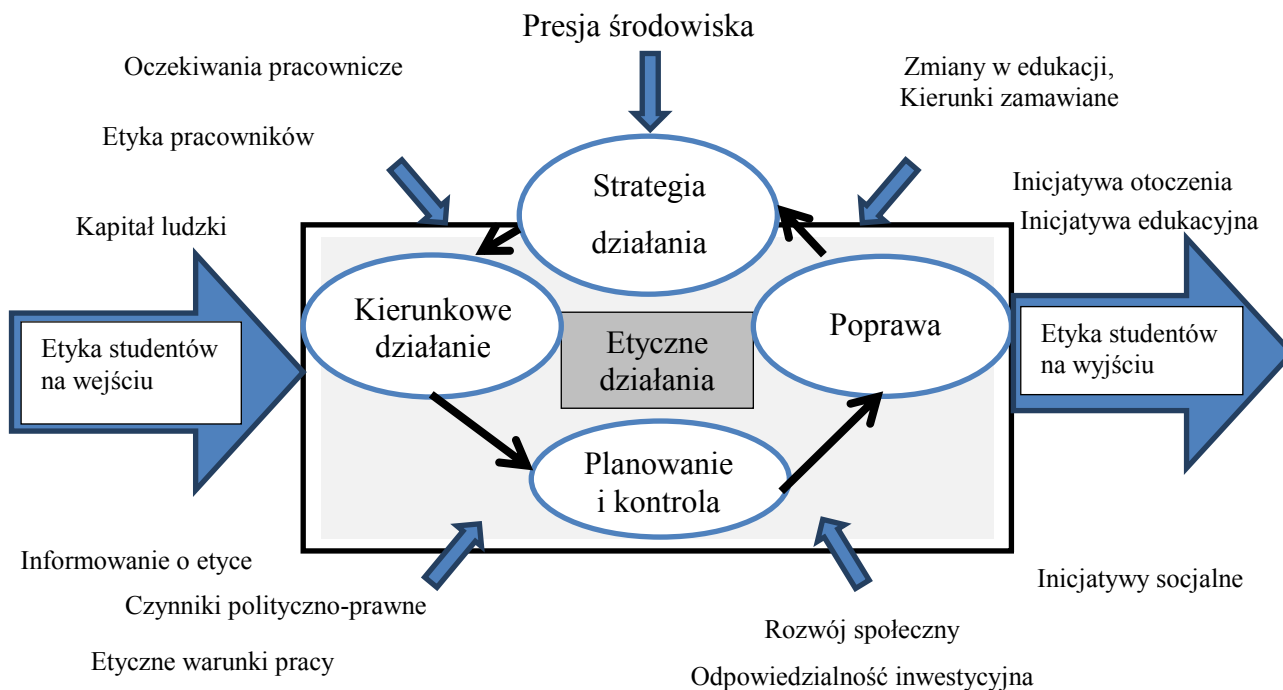 Presja środowiska
Oczekiwania pracownicze
Zmiany w edukacji,
Kierunki zamawiane
Etyka pracowników
Strategia
działania
Inicjatywa otoczenia
Inicjatywa edukacyjna
Kapitał ludzki
Etyka studentów
na wejściu
Kierunkowe
działanie
Etyczne
działania
Poprawa
Etyka studentów
na wyjściu
Planowanie
i kontrola
Informowanie o etyce
Czynniki polityczno-prawne
Etyczne warunki pracy
Inicjatywy socjalne
Rozwój społeczny
Odpowiedzialność inwestycyjna